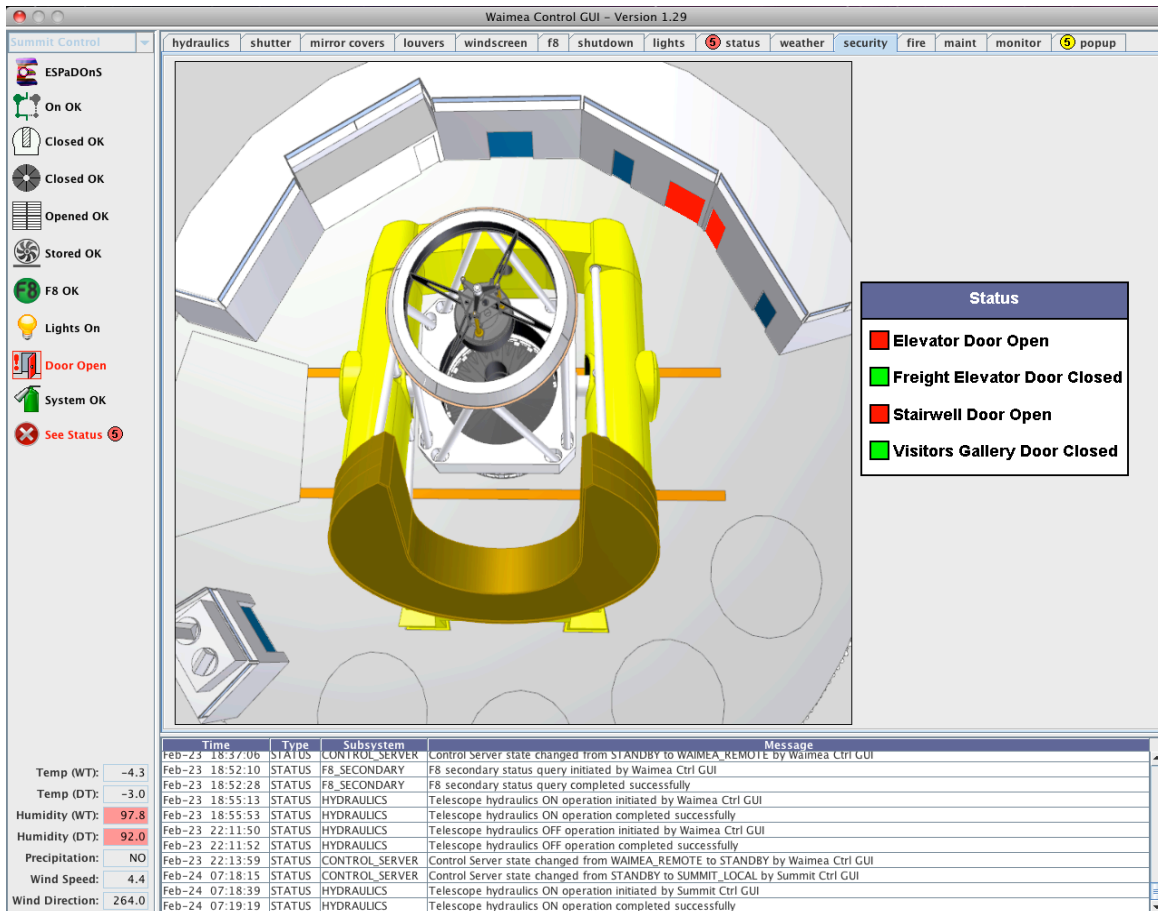 Waimea Control GUI – Version 1.29
Summit Control
hydraulics shutter mirror covers louvers windscreen f8 shutdown lights 5 status weather security fire maint monitor 5 popup
ESPaDOnS
On OK
Closed OK
Closed OK
Opened OK
Stored OK
F8 F8 OK
Lights On
Door Open
System OK
See Status 5
Status
Elevator Door Open
Freight Elevator Door Closed
Stairwell Door Open
Visitors Gallery Door Closed
Temp (WT): -4.3
Temp (DT): -3.0
Humidity (WT): 97.8
Humidity (DT): 92.0
Precipitation: NO
Wind Speed: 4.4
Wind Direction: 264.0
Time Type Subsystem Message
Feb-23 18:37:06 STATUS CONTROL_SERVER Control Server state changed from STANDBY to WAIMEA_REMOTE by Waimea Ctrl GUI
Feb-23 18:52:10 STATUS F8_SECONDARY F8 secondary status query initiated by Waimea Ctrl GUI
Feb-23 18:52:28 STATUS F8_SECONDARY F8 secondary status query completed successfully
Feb-23 18:55:13 STATUS HYDRAULICS Telescope hydraulics ON operation initiated by Waimea Ctrl GUI
Feb-23 18:55:53 STATUS HYDRAULICS Telescope hydraulics ON operation completed successfully
Feb-23 22:11:50 STATUS HYDRAULICS Telescope hydraulics OFF operation initiated by Waimea Ctrl GUI
Feb-23 22:11:52 STATUS HYDRAULICS Telescope hydraulics OFF operation completed successfully
Feb-23 22:13:59 STATUS CONTROL_SERVER Control Server state changed from WAIMEA_REMOTE to STANDBY by Waimea Ctrl GUI
Feb-24 07:18:15 STATUS CONTROL_SERVER Control Server state changed from STANDBY to SUMMIT_LOCAL by Summit Ctrl GUI
Feb-24 07:18:39 STATUS HYDRAULICS Telescope hydraulics ON operation initiated by Summit Ctrl GUI
Feb-24 07:19:19 STATUS HYDRAULICS Telescope hydraulics ON operation completed successfully